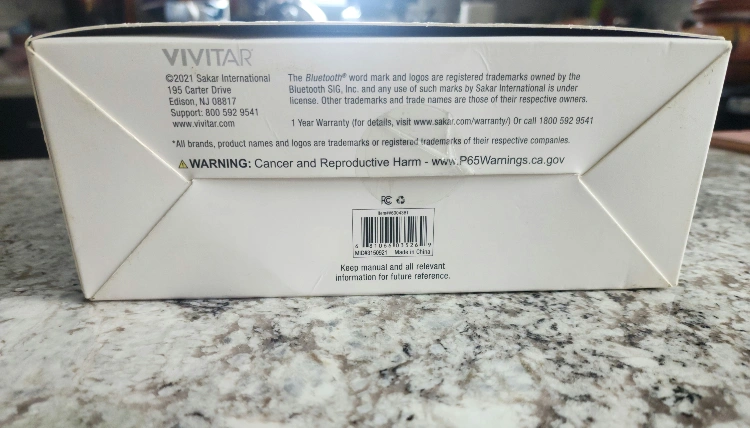 VIVITAR
©2021 Sakar International
195 Carter Drive
Edison, NJ 08817
Support: 800 592 9541
www.vivitar.com
The Bluetooth® word mark and logos are registered trademarks owned by the
Bluetooth SIG, Inc. and any use of such marks by Sakar International is under
license. Other trademarks and trade names are those of their respective owners.
1 Year Warranty (for details, visit www.sakar.com/warranty/) Or call 1800 592 9541
*All brands, product names and logos are trademarks or registered trademarks of their respective companies.
WARNING: Cancer and Reproductive Harm - www.P65Warnings.ca.gov
FC
Made in China
Keep manual and all relevant
information for future reference.